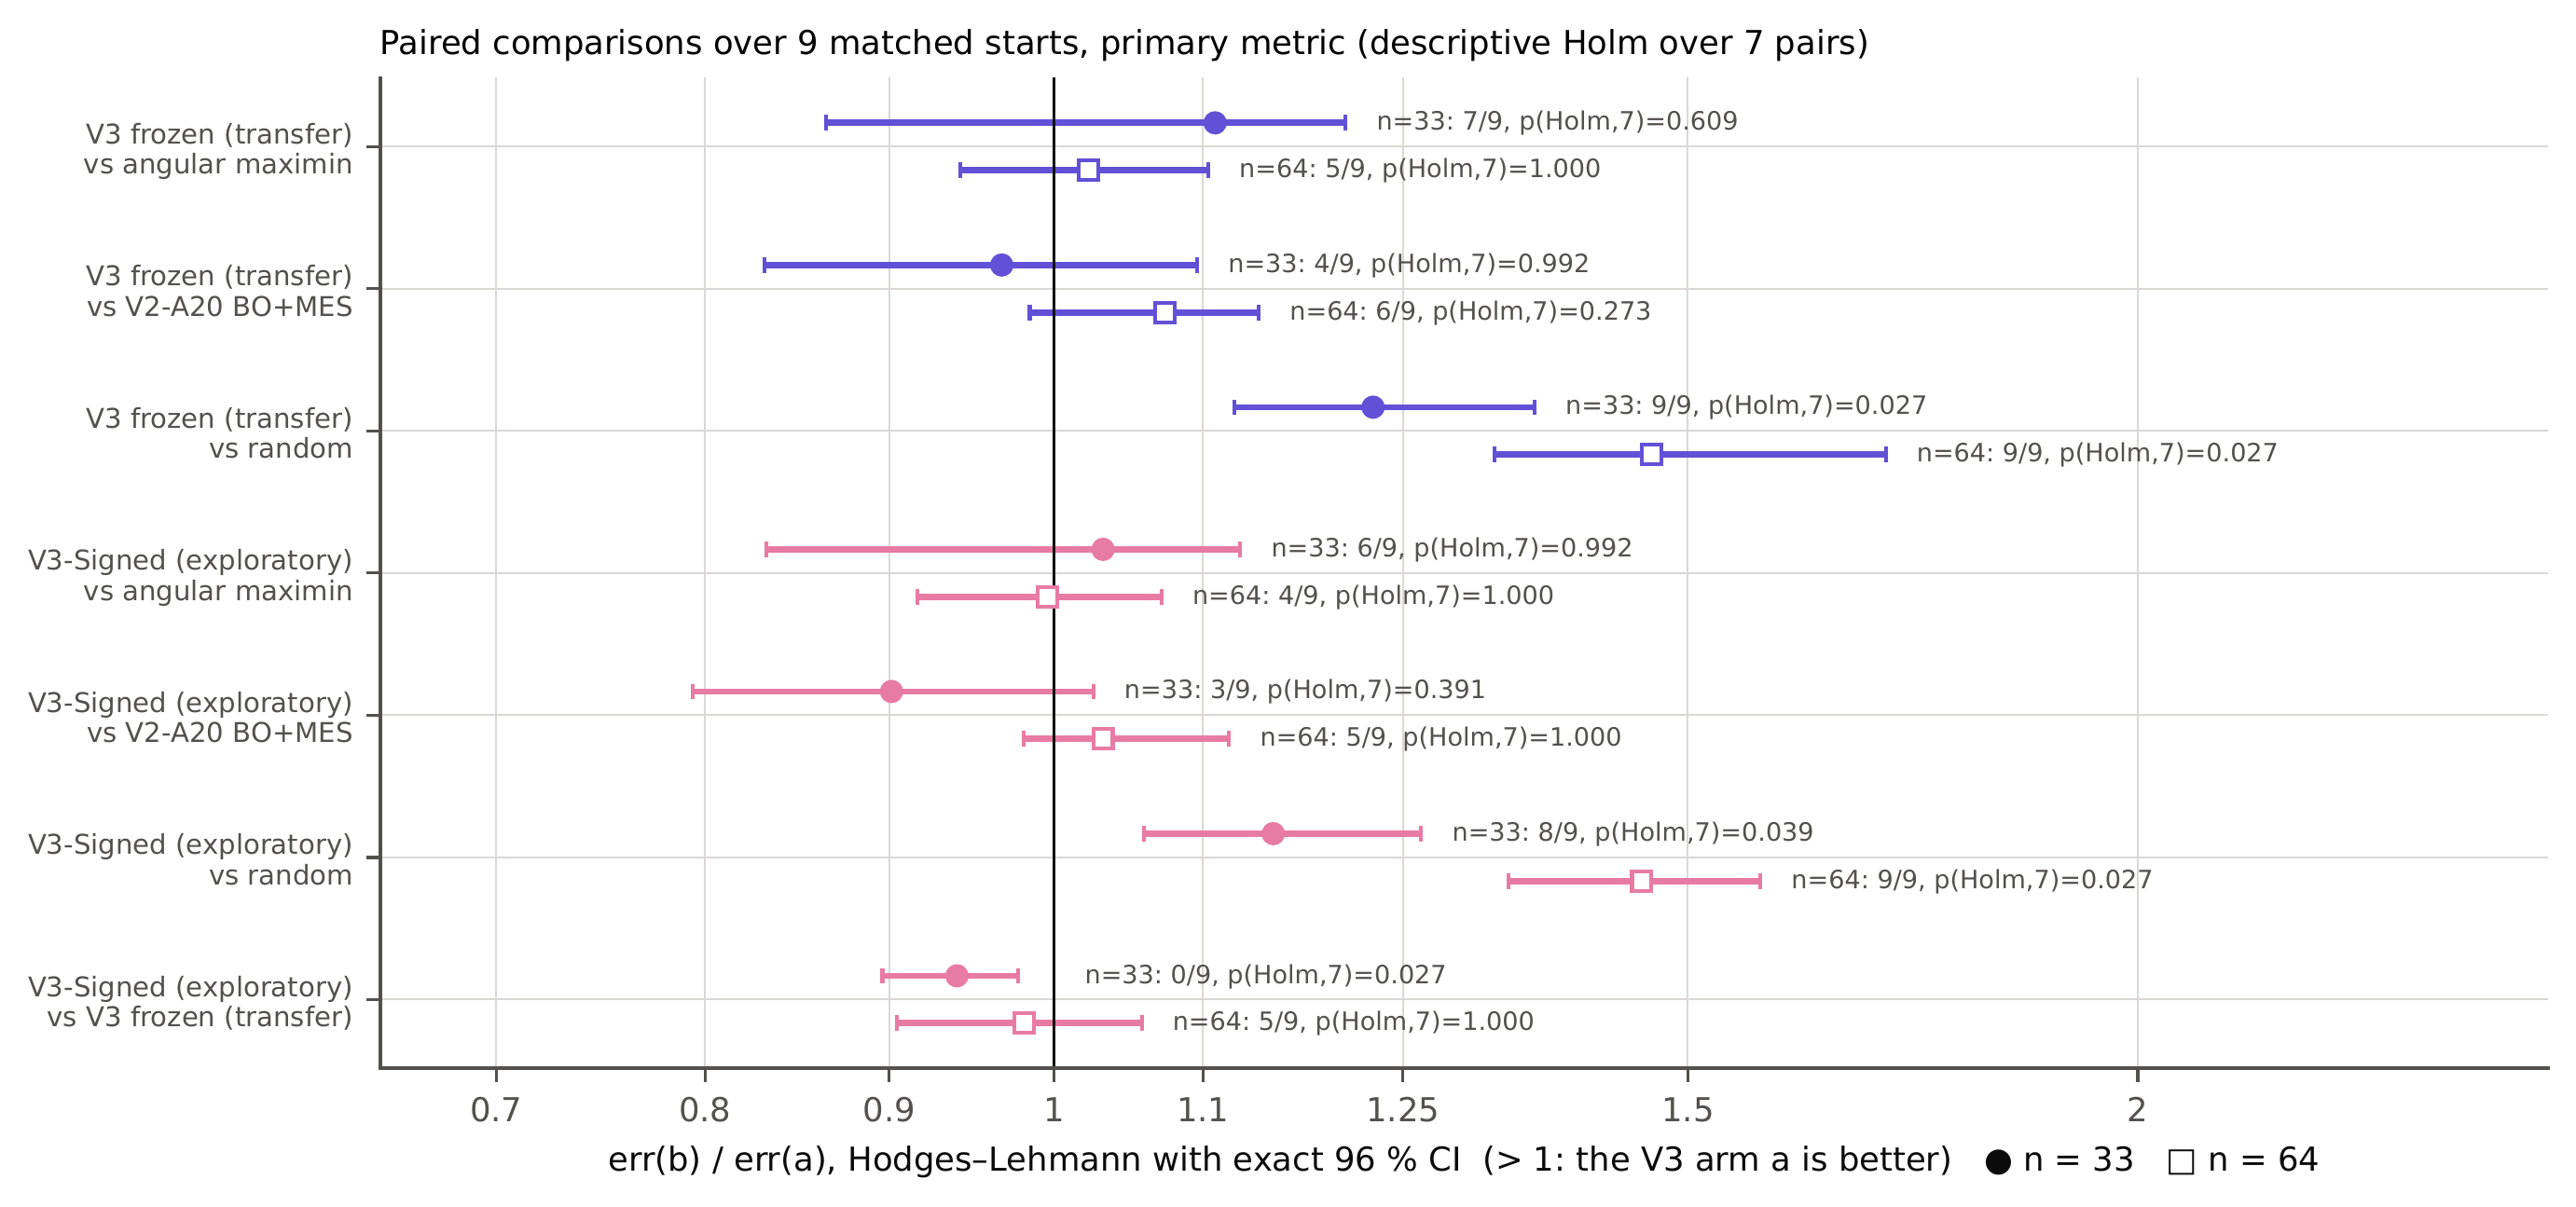 Paired comparisons over 9 matched starts, primary metric (descriptive Holm over 7 pairs)
V3 frozen (transfer)
vs angular maximin
n=33: 7/9, p(Holm,7)=0.609
n=64: 5/9, p(Holm,7)=1.000
V3 frozen (transfer)
vs V2-A20 BO+MES
n=33: 4/9, p(Holm,7)=0.992
n=64: 6/9, p(Holm,7)=0.273
V3 frozen (transfer)
vs random
n=33: 9/9, p(Holm,7)=0.027
n=64: 9/9, p(Holm,7)=0.027
V3-Signed (exploratory)
vs angular maximin
n=33: 6/9, p(Holm,7)=0.992
n=64: 4/9, p(Holm,7)=1.000
V3-Signed (exploratory)
vs V2-A20 BO+MES
n=33: 3/9, p(Holm,7)=0.391
n=64: 5/9, p(Holm,7)=1.000
V3-Signed (exploratory)
vs random
n=33: 8/9, p(Holm,7)=0.039
n=64: 9/9, p(Holm,7)=0.027
V3-Signed (exploratory)
vs V3 frozen (transfer)
n=33: 0/9, p(Holm,7)=0.027
n=64: 5/9, p(Holm,7)=1.000
0.7 0.8 0.9 1 1.1 1.25 1.5 2
err(b) / err(a), Hodges–Lehmann with exact 96 % CI (> 1: the V3 arm a is better) ● n = 33 □ n = 64